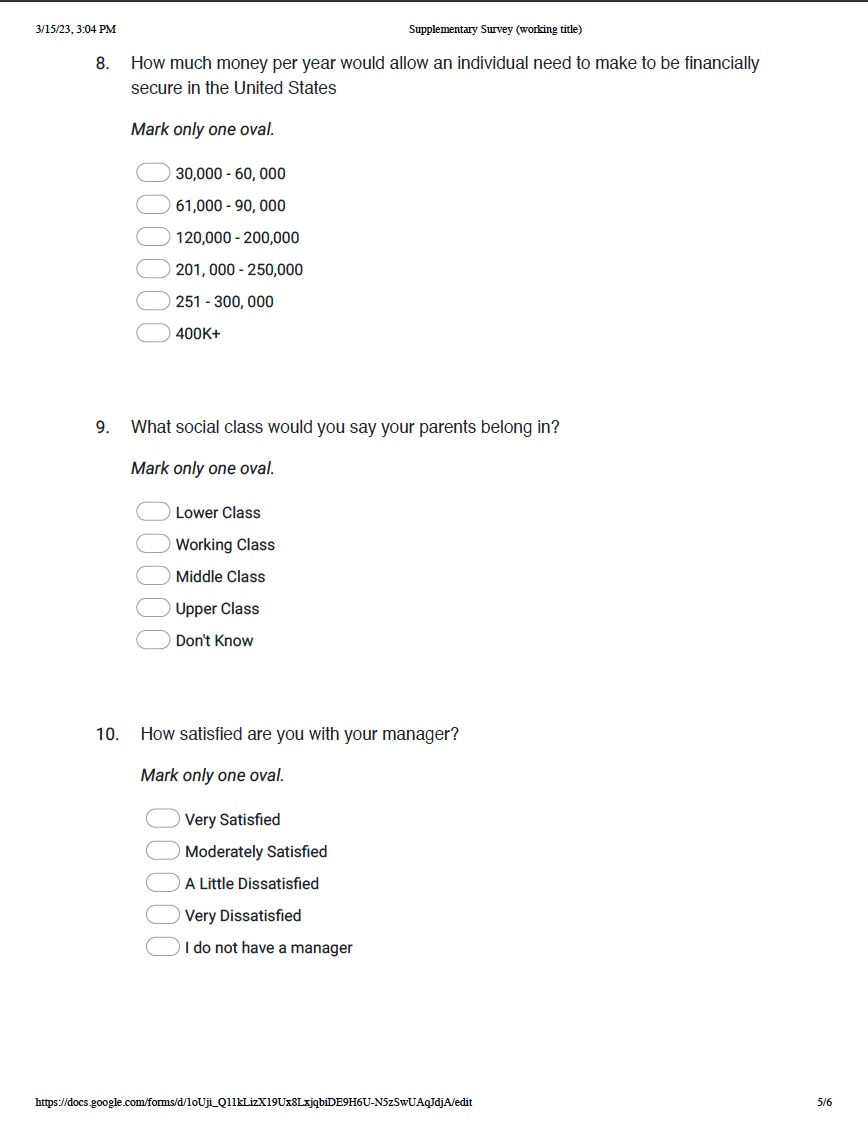 3/15/23, 3:04 PM Supplementary Survey (working title)
8. How much money per year would allow an individual need to make to be financially
secure in the United States
Mark only one oval.
30,000 - 60, 000
61,000 - 90, 000
120,000 - 200,000
201, 000 - 250,000
251 - 300, 000
400K+
9. What social class would you say your parents belong in?
Mark only one oval.
Lower Class
Working Class
Middle Class
Upper Class
Don't Know
10. How satisfied are you with your manager?
Mark only one oval.
Very Satisfied
Moderately Satisfied
A Little Dissatisfied
Very Dissatisfied
I do not have a manager
https://docs.google.com/forms/d/1oUji_Q11kLizX19Ux8LxjqbiDE9H6U-N5zSwUAqJdjA/edit 5/6